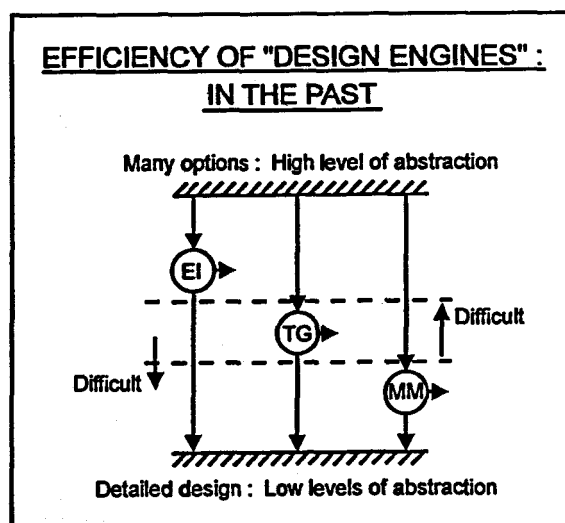 EFFICIENCY OF "DESIGN ENGINES" :
IN THE PAST
Many options : High level of abstraction
EI
TG
Difficult
Difficult
MM
Detailed design : Low levels of abstraction